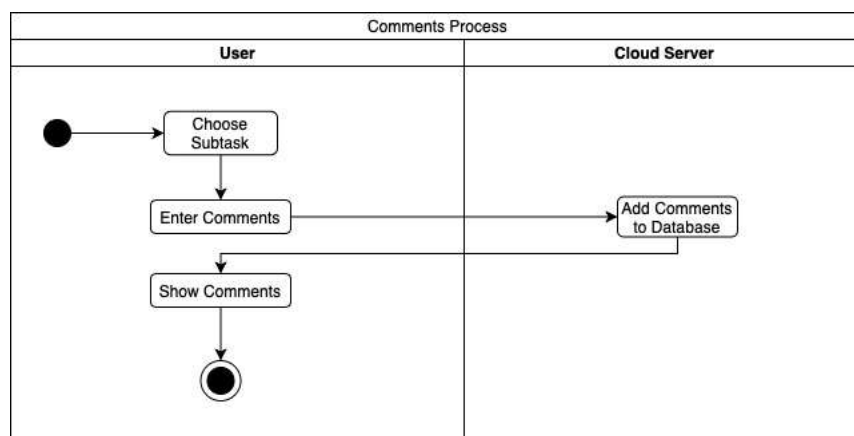 Comments Process
User
Cloud Server
Choose
Subtask
Enter Comments
Add Comments
to Database
Show Comments